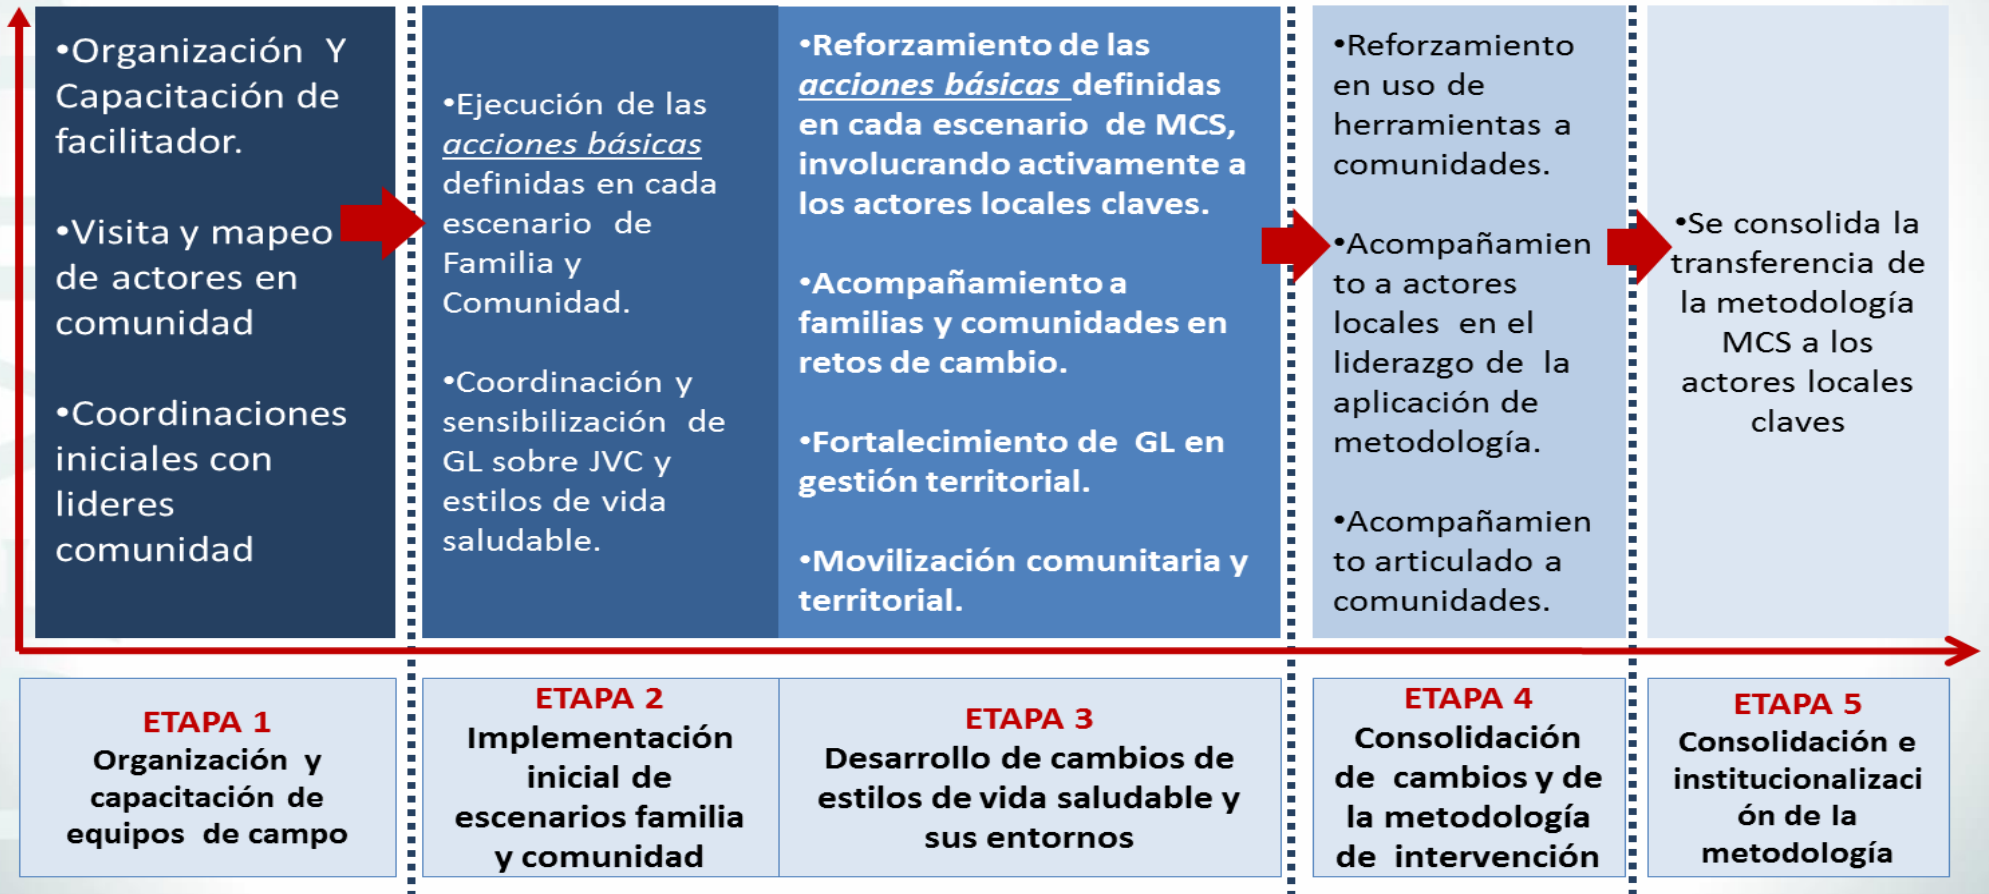 •Organización Y
Capacitación de
facilitador.
•Visita y mapeo
de actores en
comunidad
•Coordinaciones
iniciales con
lideres
comunidad
•Ejecución de las
acciones básicas
definidas en cada
escenario de
Familia y
Comunidad.
•Coordinación y
sensibilización de
GL sobre JVC y
estilos de vida
saludable.
•Reforzamiento de las
acciones básicas definidas
en cada escenario de MCS,
involucrando activamente a
los actores locales claves.
•Acompañamiento a
familias y comunidades en
retos de cambio.
•Fortalecimiento de GL en
gestión territorial.
•Movilización comunitaria y
territorial.
•Reforzamiento
en uso de
herramientas a
comunidades.
•Acompañamien
to a actores
locales en el
liderazgo de la
aplicación de
metodología.
•Acompañamien
to articulado a
comunidades.
•Se consolida la
transferencia de
la metodología
MCS a los
actores locales
claves
ETAPA 1
Organización y
capacitación de
equipos de campo
ETAPA 2
Implementación
inicial de
escenarios familia
y comunidad
ETAPA 3
Desarrollo de cambios de
estilos de vida saludable y
sus entornos
ETAPA 4
Consolidación
de cambios y de
la metodología
de intervención
ETAPA 5
Consolidación e
institucionalizaci
ón de la
metodología